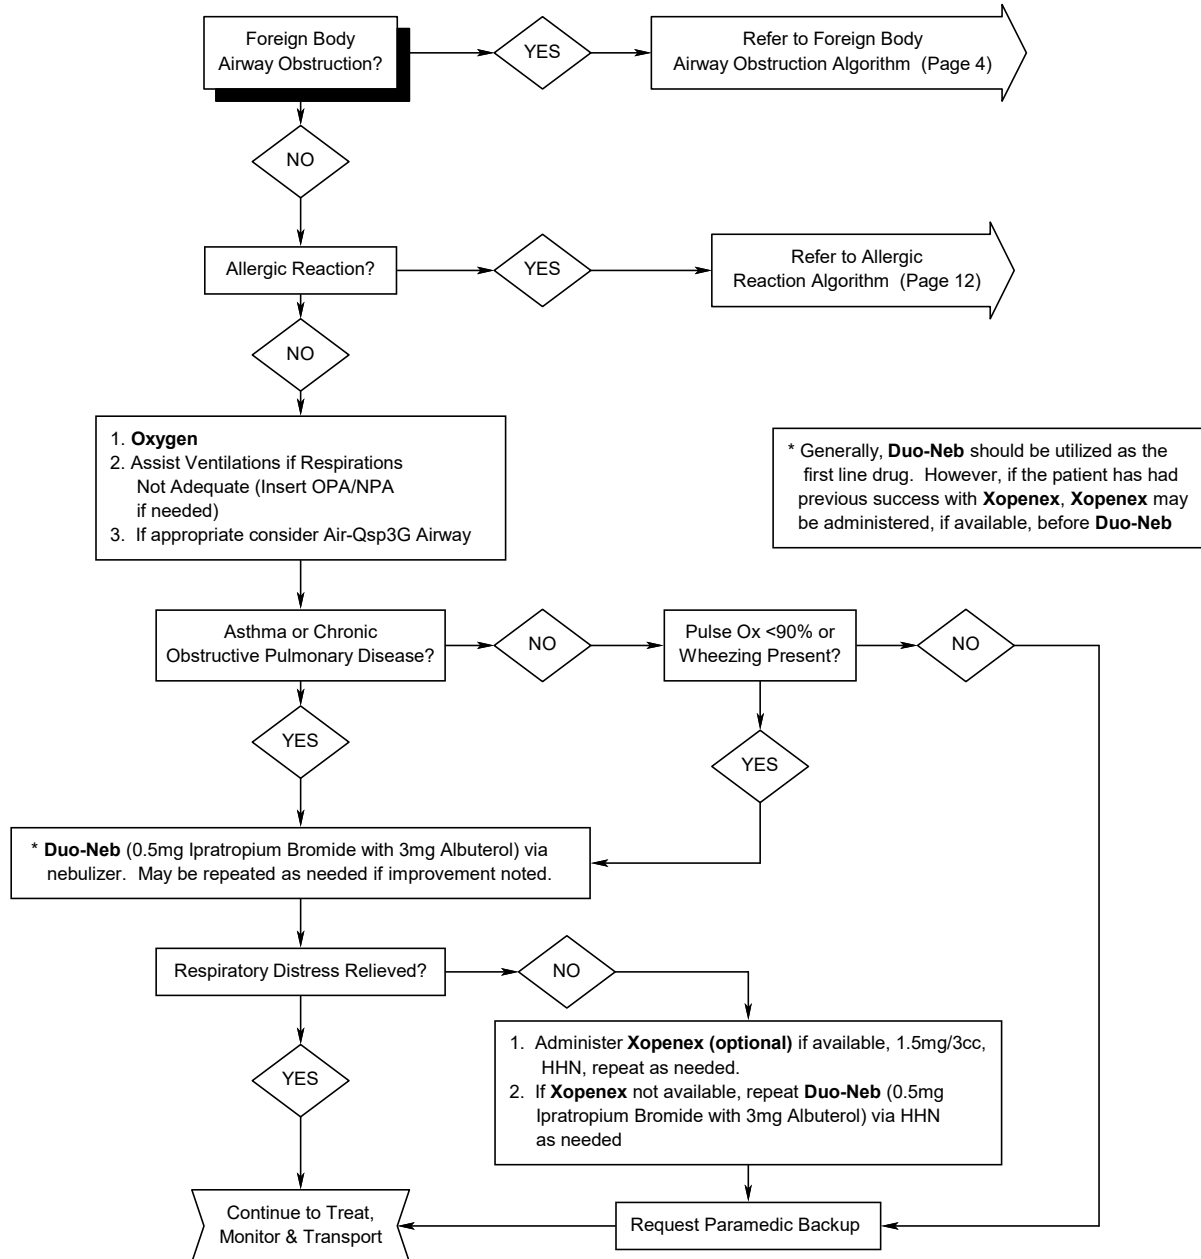 Foreign Body
Airway Obstruction?
YES
Refer to Foreign Body
Airway Obstruction Algorithm (Page 4)
NO
Allergic Reaction?
YES
Refer to Allergic
Reaction Algorithm (Page 12)
NO
1. Oxygen
2. Assist Ventilations if Respirations
Not Adequate (Insert OPA/NPA
if needed)
3. If appropriate consider Air-Qsp3G Airway
* Generally, Duo-Neb should be utilized as the
first line drug. However, if the patient has had
previous success with Xopenex, Xopenex may
be administered, if available, before Duo-Neb
Asthma or Chronic
Obstructive Pulmonary Disease?
NO
Pulse Ox <90% or
Wheezing Present?
NO
YES
YES
* Duo-Neb (0.5mg Ipratropium Bromide with 3mg Albuterol) via
nebulizer. May be repeated as needed if improvement noted.
Respiratory Distress Relieved?
NO
1. Administer Xopenex (optional) if available, 1.5mg/3cc,
HHN, repeat as needed.
2. If Xopenex not available, repeat Duo-Neb (0.5mg
Ipratropium Bromide with 3mg Albuterol) via HHN
as needed
YES
Continue to Treat,
Monitor & Transport
Request Paramedic Backup